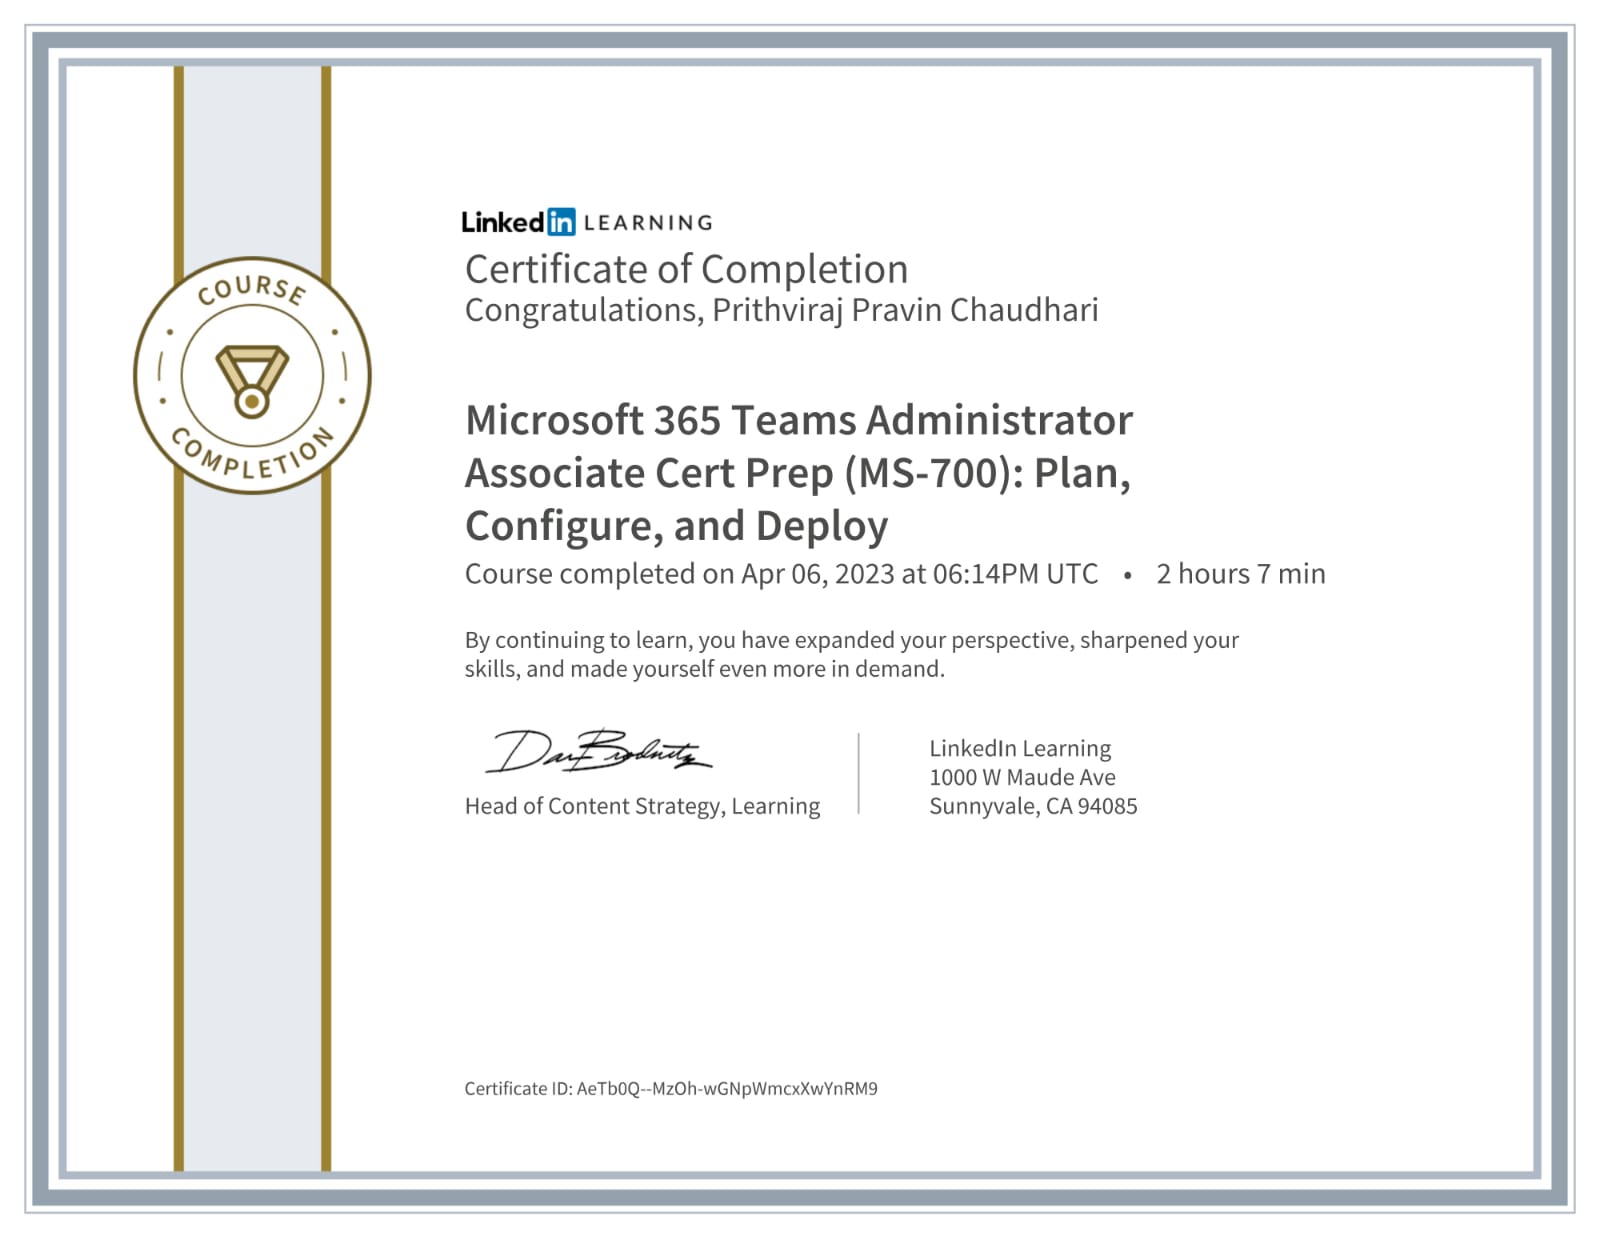 COURSE
COMPLETION
Linked in LEARNING
Certificate of Completion
Congratulations, Prithviraj Pravin Chaudhari
Microsoft 365 Teams Administrator
Associate Cert Prep (MS-700): Plan,
Configure, and Deploy
Course completed on Apr 06, 2023 at 06:14PM UTC • 2 hours 7 min
By continuing to learn, you have expanded your perspective, sharpened your
skills, and made yourself even more in demand.
Dan Brodnitz
Head of Content Strategy, Learning
LinkedIn Learning
1000 W Maude Ave
Sunnyvale, CA 94085
Certificate ID: AeTb0Q--MzOh-wGNpWmcxXwYnRM9